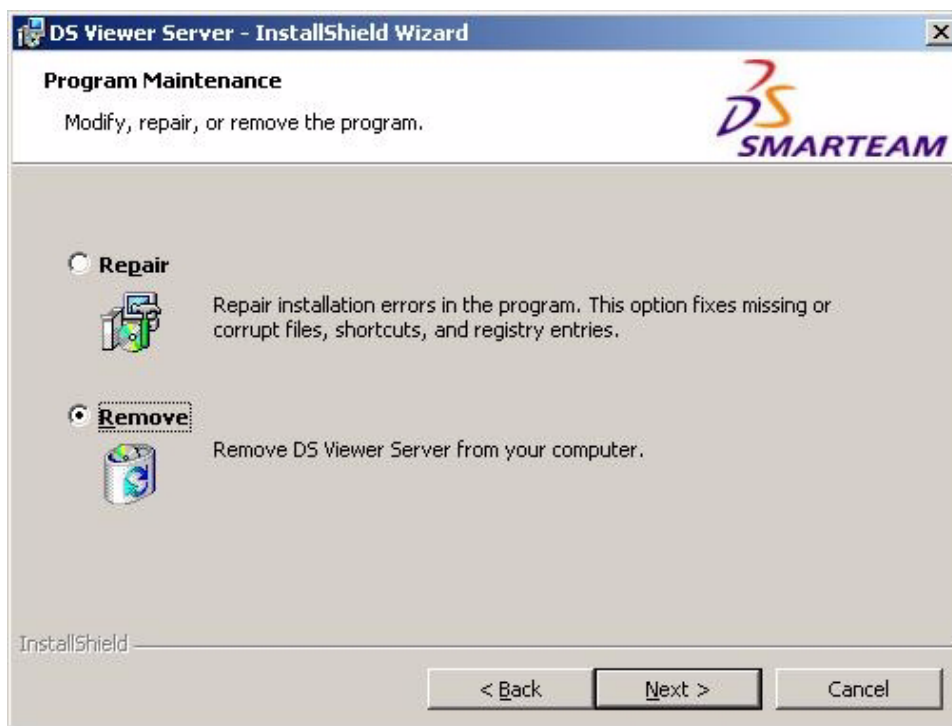 DS Viewer Server - InstallShield Wizard
Program Maintenance
Modify, repair, or remove the program.
DS
SMARTEAM
Repair
Repair installation errors in the program. This option fixes missing or
corrupt files, shortcuts, and registry entries.
Remove
Remove DS Viewer Server from your computer.
InstallShield
< Back
Next >
Cancel